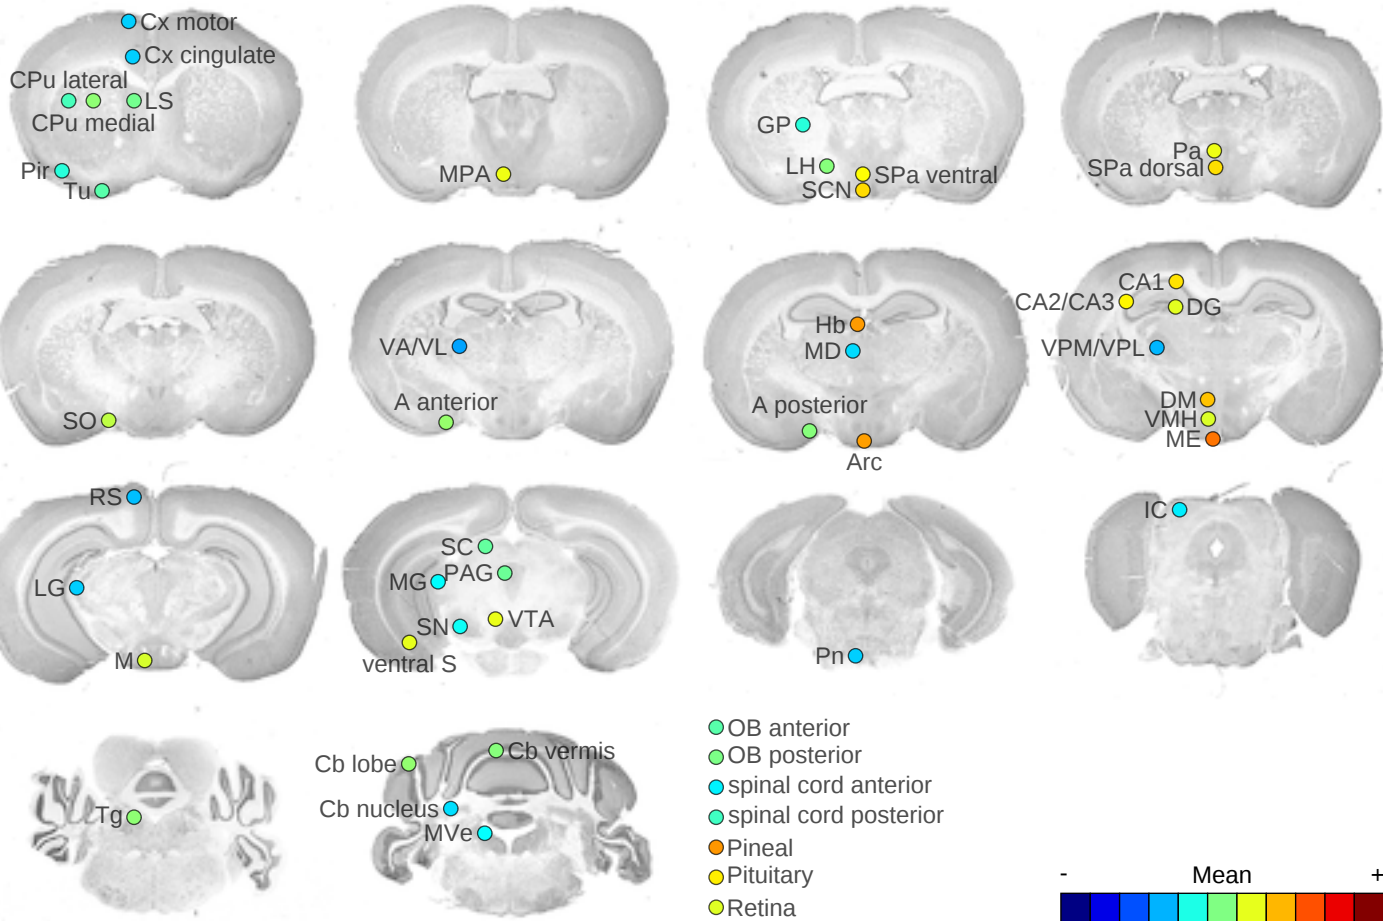 Cx motor
Cx cingulate
CPu lateral
LS
CPu medial
Pir
Tu
MPA
GP
LH
SPa ventral
SCN
Pa
SPa dorsal
SO
VA/VL
A anterior
Hb
MD
A posterior
Arc
CA1
CA2/CA3
DG
VPM/VPL
DM
VMH
ME
RS
LG
M
SC
PAG
MG
SN
VTA
ventral S
Pn
IC
Tg
Cb vermis
Cb lobe
Cb nucleus
MVe
OB anterior
OB posterior
spinal cord anterior
spinal cord posterior
Pineal
Pituitary
Retina
- Mean +